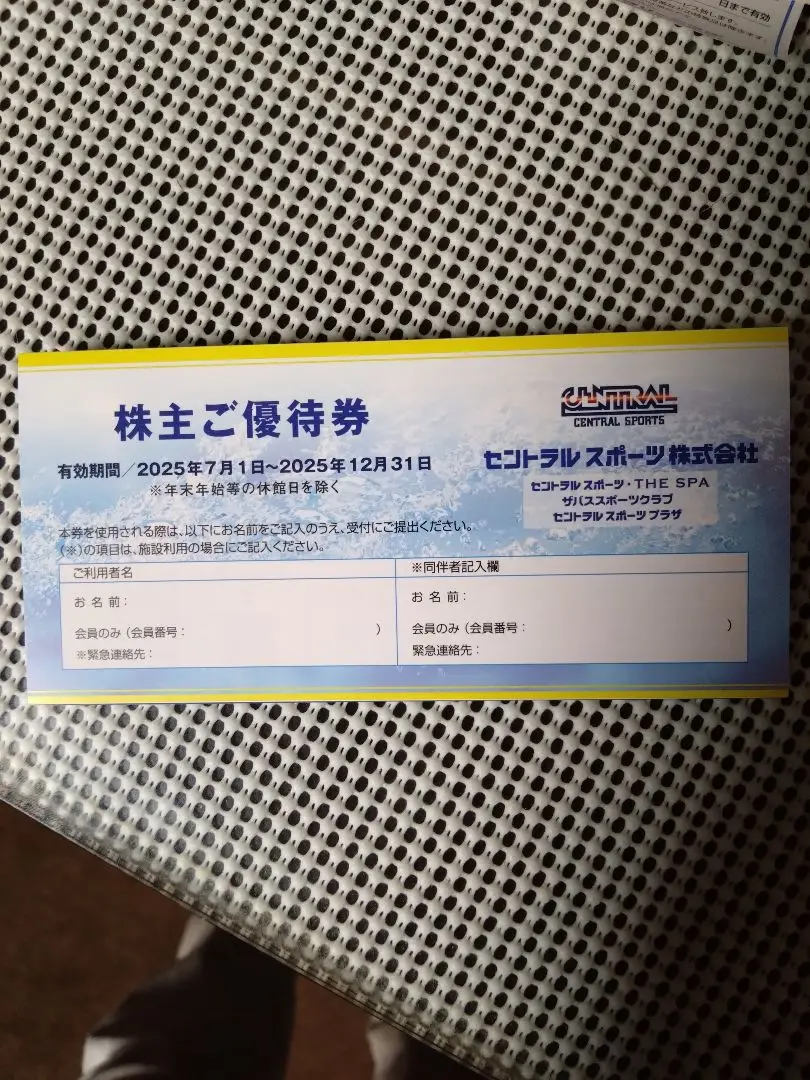 日まで有効
株主ご優待券
有効期間/2025年7月1日~2025年12月31日
※年末年始等の休館日を除く
CENTRAL
CENTRAL SPORTS
セントラルスポーツ株式会社
セントラルスポーツ・THE SPA
ザバススポーツクラブ
セントラルスポーツプラザ
本券を使用される際は、以下にお名前をご記入のうえ、受付にご提出ください。
(※)の項目は、施設利用の場合にご記入ください。
ご利用者名
お名前:
会員のみ(会員番号: )
※緊急連絡先:
※同伴者記入欄
お名前:
会員のみ(会員番号: )
緊急連絡先: